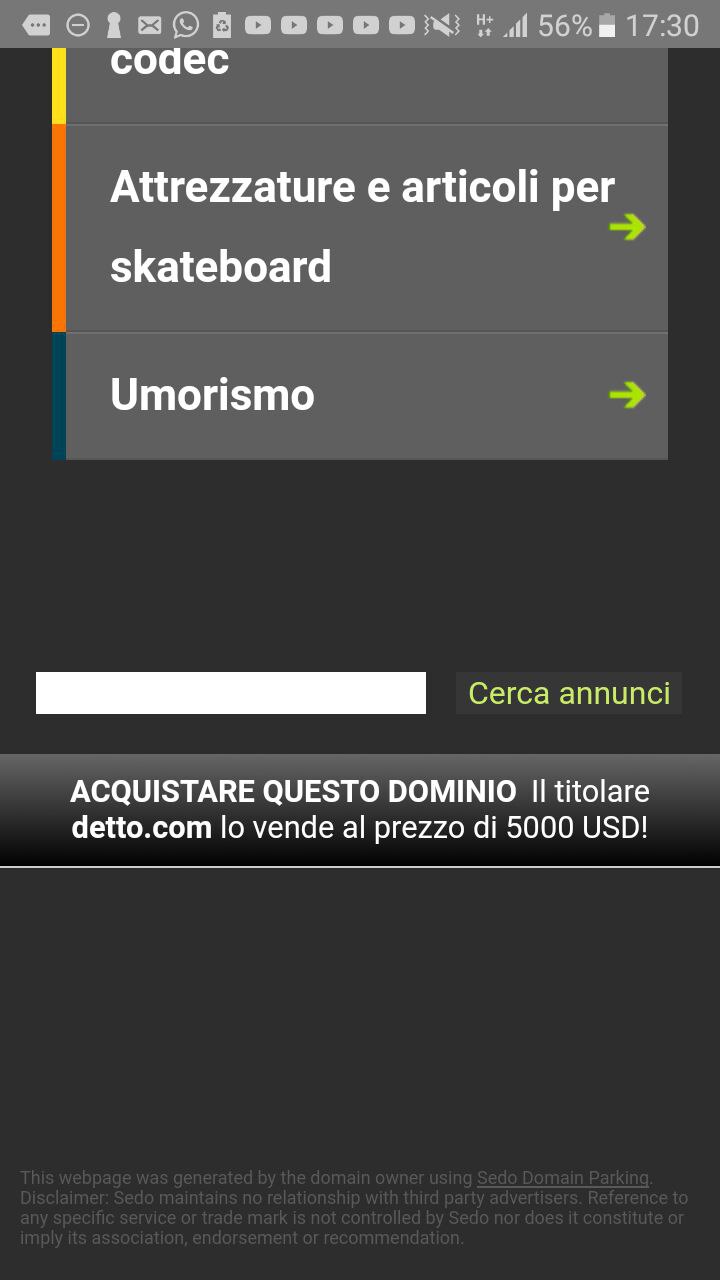 H+ 56% 17:30
codec
Attrezzature e articoli per
skateboard
Umorismo
Cerca annunci
ACQUISTARE QUESTO DOMINIO Il titolare
detto.com lo vende al prezzo di 5000 USD!
This webpage was generated by the domain owner using Sedo Domain Parking.
Disclaimer: Sedo maintains no relationship with third party advertisers. Reference to
any specific service or trade mark is not controlled by Sedo nor does it constitute or
imply its association, endorsement or recommendation.